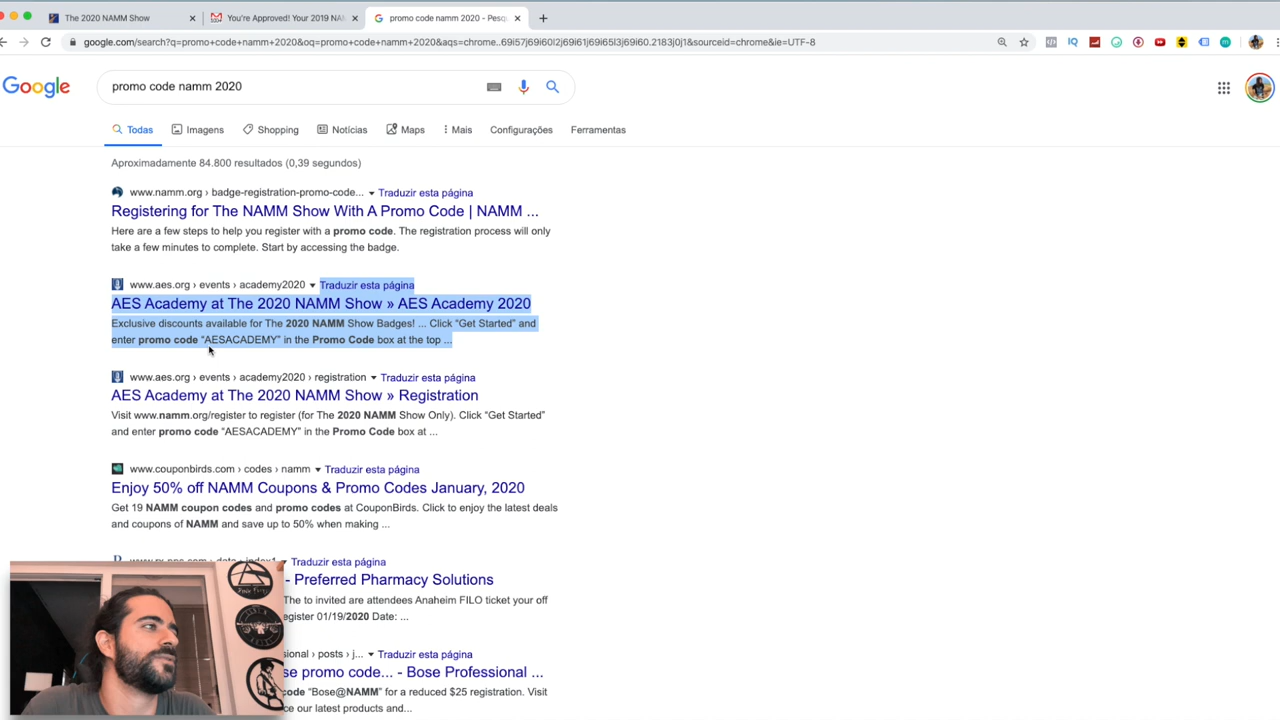 The 2020 NAMM Show
You're Approved! Your 2019 NAM
promo code namm 2020 - Pesq
google.com/search?q=promo+code+namm+2020&oq=promo+code+namm+2020&aqs=chrome..69i57j69i60l2j69i61j69i65l3j69i60.2183j0j1&sourceid=chrome&ie=UTF-8
Google
promo code namm 2020
Todas
Imagens
Shopping
Notícias
Maps
Mais
Configurações
Ferramentas
Aproximadamente 84.800 resultados (0,39 segundos)
www.namm.org › badge-registration-promo-code... Traduzir esta página
Registering for The NAMM Show With A Promo Code | NAMM ...
Here are a few steps to help you register with a promo code. The registration process will only
take a few minutes to complete. Start by accessing the badge.
www.aes.org › events › academy2020 Traduzir esta página
AES Academy at The 2020 NAMM Show » AES Academy 2020
Exclusive discounts available for The 2020 NAMM Show Badges! ... Click “Get Started” and
enter promo code “AESACADEMY” in the Promo Code box at the top ...
www.aes.org › events › academy2020 › registration Traduzir esta página
AES Academy at The 2020 NAMM Show » Registration
Visit www.namm.org/register to register (for The 2020 NAMM Show Only). Click “Get Started”
and enter promo code “AESACADEMY” in the Promo Code box at ...
www.couponbirds.com › codes › namm Traduzir esta página
Enjoy 50% off NAMM Coupons & Promo Codes January, 2020
Get 19 NAMM coupon codes and promo codes at CouponBirds. Click to enjoy the latest deals
and coupons of NAMM and save up to 50% when making ...
Traduzir esta página
- Preferred Pharmacy Solutions
The to invited are attendees Anaheim FILO ticket your off
egister 01/19/2020 Date: ...
sional › posts › j... Traduzir esta página
se promo code... - Bose Professional ...
code “Bose@NAMM” for a reduced $25 registration. Visit
ce our latest products and...